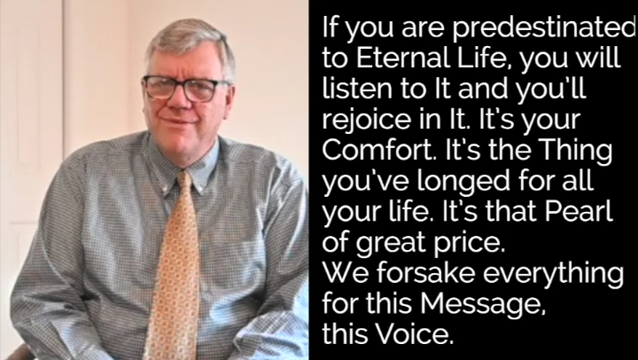 If you are predestinated
to Eternal Life, you will
listen to It and you'll
rejoice in It. It's your
Comfort. It's the Thing
you've longed for all
your life. It's that Pearl
of great price.
We forsake everything
for this Message,
this Voice.